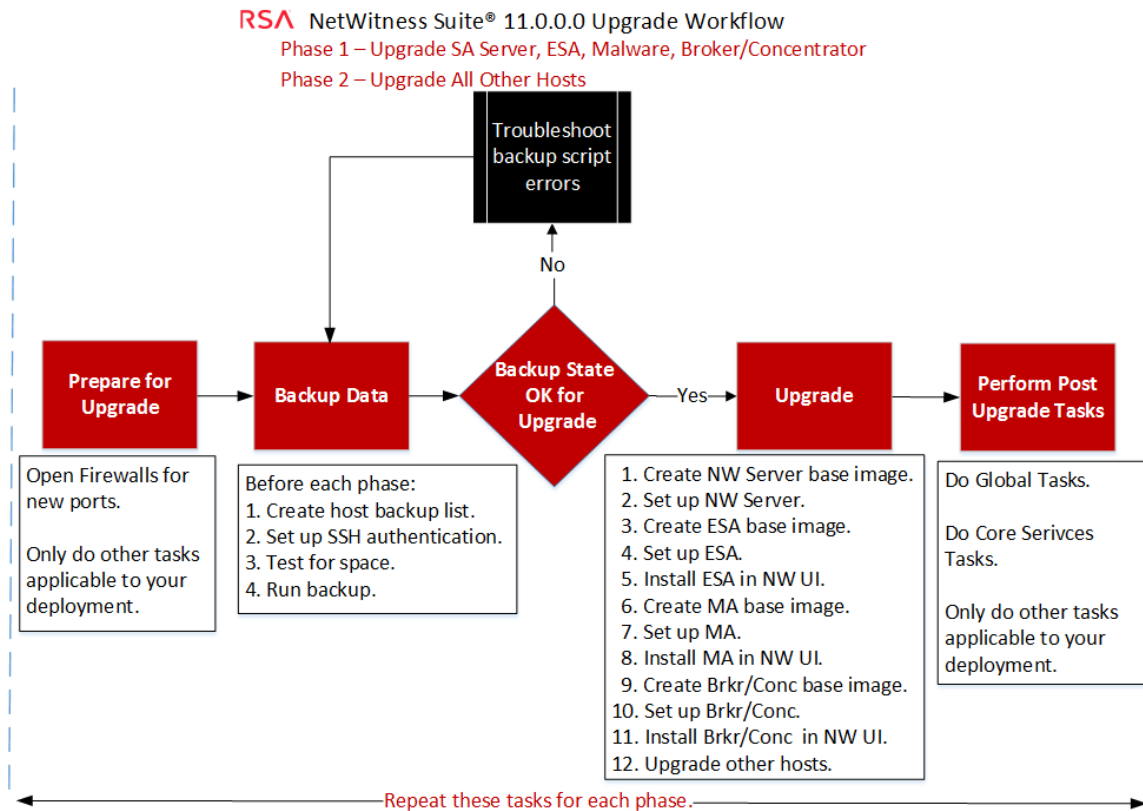 RSA NetWitness Suite® 11.0.0.0 Upgrade Workflow
Phase 1 – Upgrade SA Server, ESA, Malware, Broker/Concentrator
Phase 2 – Upgrade All Other Hosts
Troubleshoot
backup script
errors
No
Prepare for
Upgrade
Backup Data
Backup State
OK for
Upgrade
Yes
Upgrade
Perform Post
Upgrade Tasks
Open Firewalls for
new ports.
Only do other tasks
applicable to your
deployment.
Before each phase:
1. Create host backup list.
2. Set up SSH authentication.
3. Test for space.
4. Run backup.
1. Create NW Server base image.
2. Set up NW Server.
3. Create ESA base image.
4. Set up ESA.
5. Install ESA in NW UI.
6. Create MA base image.
7. Set up MA.
8. Install MA in NW UI.
9. Create Brkr/Conc base image.
10. Set up Brkr/Conc.
11. Install Brkr/Conc in NW UI.
12. Upgrade other hosts.
Do Global Tasks.
Do Core Serivces
Tasks.
Only do other tasks
applicable to your
deployment.
Repeat these tasks for each phase.